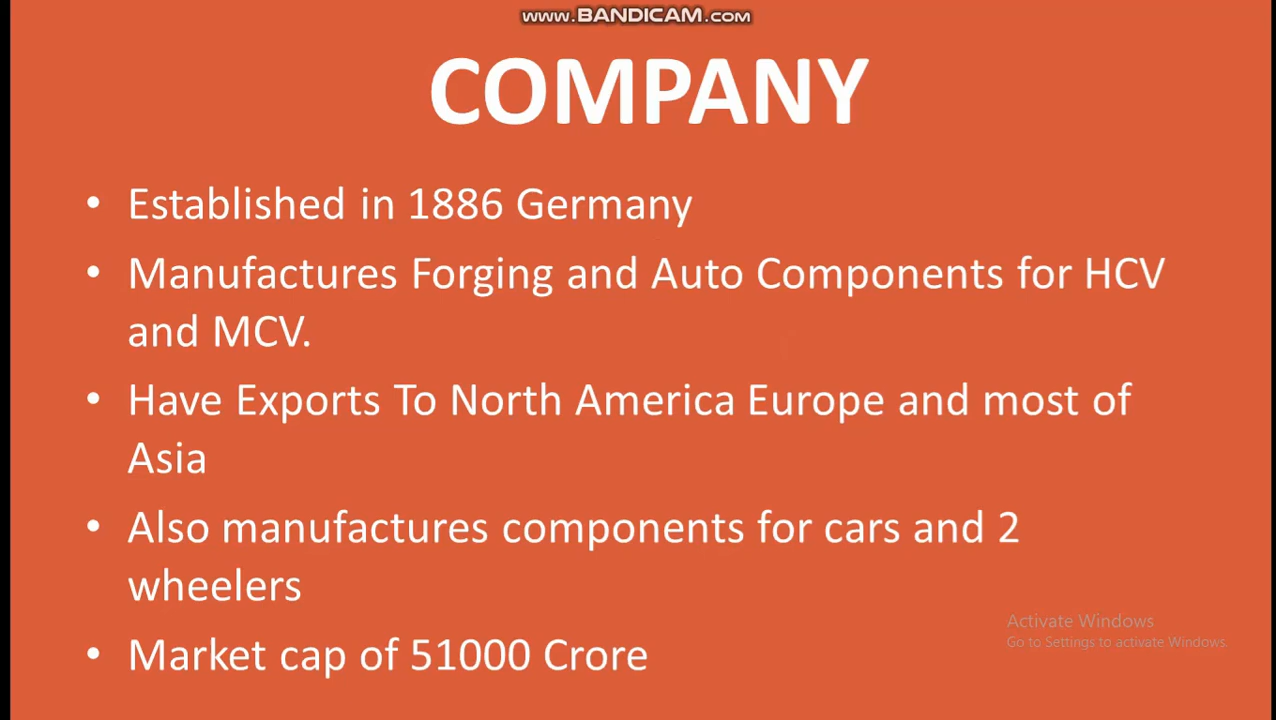 www.BANDICAM.com
COMPANY
• Established in 1886 Germany
• Manufactures Forging and Auto Components for HCV
and MCV.
• Have Exports To North America Europe and most of
Asia
• Also manufactures components for cars and 2
wheelers
Activate Windows
Go to Settings to activate Windows.
• Market cap of 51000 Crore